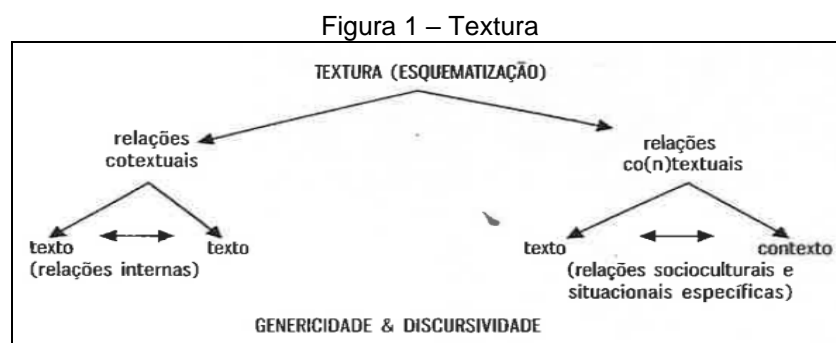 Figura 1 – Textura
TEXTURA (ESQUEMATIZAÇÃO)
relações
cotextuais
relações
co(n)textuais
texto texto
(relações internas)
texto contexto
(relações socioculturais e
situacionais específicas)
GENERICIDADE & DISCURSIVIDADE